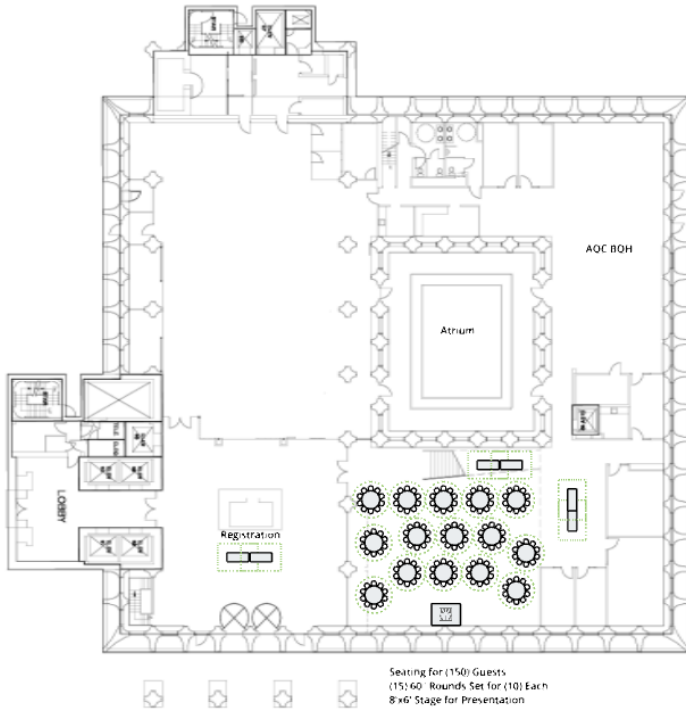 AOC BOH
Atrium
LOBBY
Registration
Seating for (150) Guests
(15) 60" Rounds Set for (10) Each
8'x6' Stage for Presentation